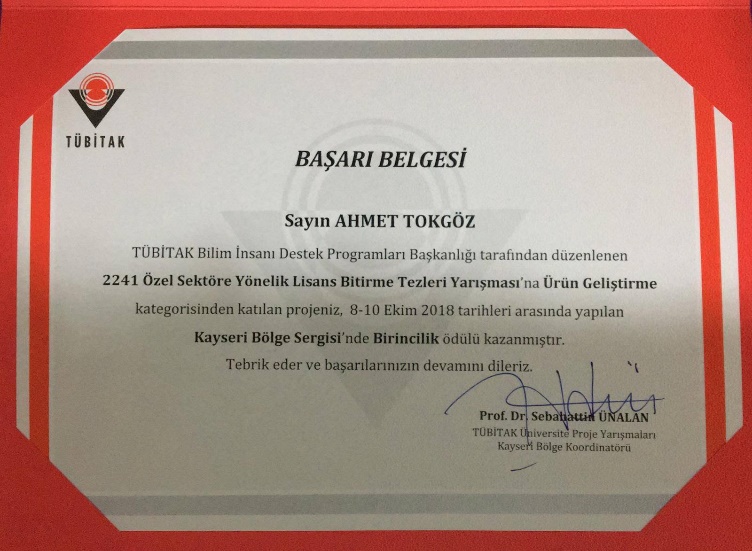 TÜBİTAK
BAŞARI BELGESİ
Sayın AHMET TOKGÖZ
TÜBİTAK Bilim İnsanı Destek Programları Başkanlığı tarafından düzenlenen
2241 Özel Sektöre Yönelik Lisans Bitirme Tezleri Yarışması'na Ürün Geliştirme
kategorisinden katılan projeniz, 8-10 Ekim 2018 tarihleri arasında yapılan
Kayseri Bölge Sergisi'nde Birincilik ödülü kazanmıştır.
Tebrik eder ve başarılarınızın devamını dileriz.
Prof. Dr. Sebahattin ÜNALAN
TÜBİTAK Üniversite Proje Yarışmaları
Kayseri Bölge Koordinatörü